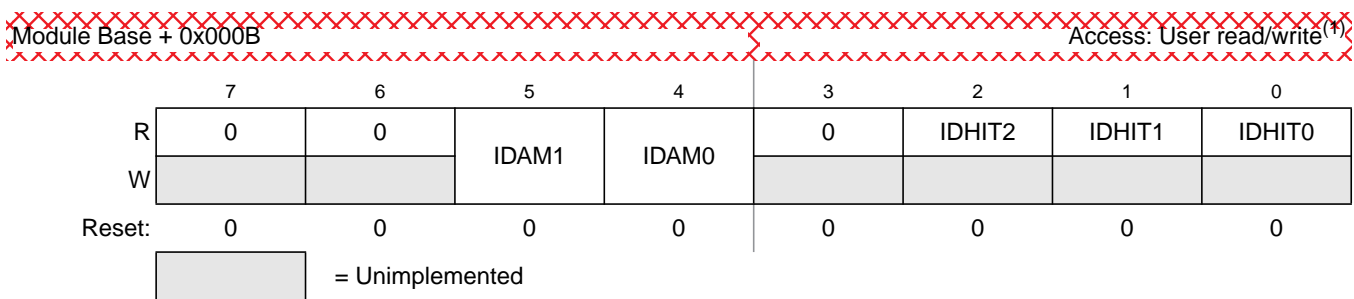 Module Base + 0x000B Access: User read/write(1)
7 6 5 4 3 2 1 0
R 0 0 IDAM1 IDAM0 0 IDHIT2 IDHIT1 IDHIT0
W
Reset: 0 0 0 0 0 0 0 0
= Unimplemented